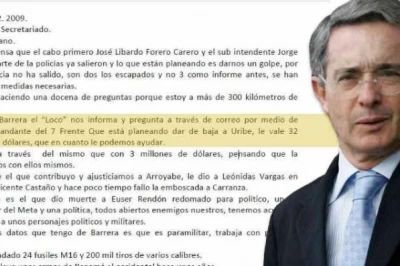 2. 2009.
Secretariado.
ano.
ensa que el cabo primero José Libardo Forero Carero y el sub intendente Jorge
arte de la policías ya salieron y lo que están planeando es darnos un golpe, por
cia no ha salido, son dos los escapados y no 3 como informe antes, se han
medidas necesarias.
aciendo una docena de preguntas porque estoy a más de 300 kilómetros de
Barrera el "Loco" nos informa y pregunta a través de correo por medio de
mandante del 7 Frente Que está planeando dar de baja a Uribe, le vale 32
dólares, que en cuanto le podemos ayudar.
a través del mismo que con 3 millones de dólares, pensando que la
os con ellos mismos.
e el que contribuyo y ajusticiamos a Arroyabe, le dio a Leónidas Vargas en
icente Castaño y hace poco tiempo fallo la emboscada a Carranza.
e lo que da muerte a Euser Rendón redomado para político, un
r del Meta y una política, todos abiertos enemigos nuestros, tenemos
a unos personajes políticos y militares.
s datos que tengo de Barrera es que es paramilitar, trabaja con
ndado 24 fusiles M16 y 200 mil tiros de varios calibres.